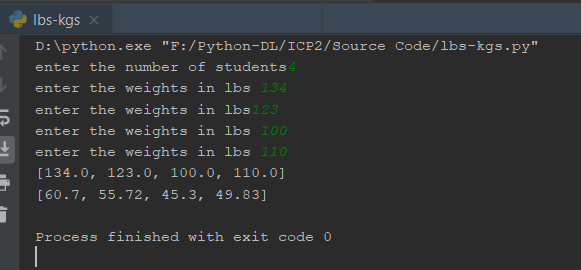 lbs-kgs ×
D:\python.exe "F:/Python-DL/ICP2/Source Code/lbs-kgs.py"
enter the number of students4
enter the weights in lbs 134
enter the weights in lbs123
enter the weights in lbs 100
enter the weights in lbs 110
[134.0, 123.0, 100.0, 110.0]
[60.7, 55.72, 45.3, 49.83]
Process finished with exit code 0